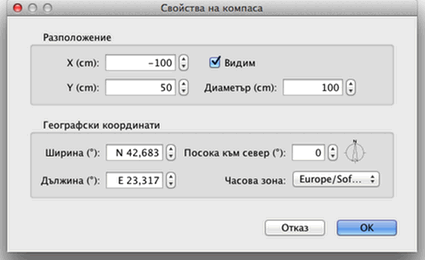 Свойства на компаса
Разположение
X (cm): -100 Видим
Y (cm): 50 Диаметър (cm): 100
Географски координати
Ширина (°): N 42,683 Посока към север (°): 0
Дължина (°): E 23,317 Часова зона: Europe/Sof...
Отказ OK